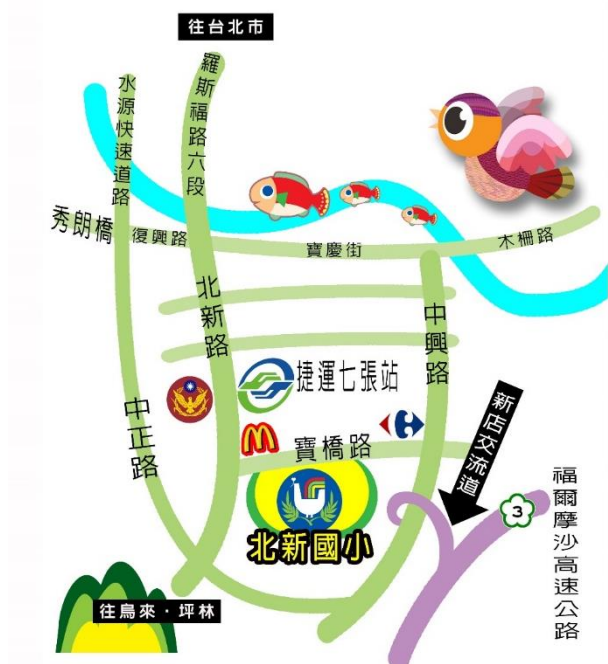 往台北市
水源快速道路
羅斯福路六段
秀朗橋
復興路
寶慶街
木柵路
北新路
中興路
捷運七張站
中正路
M
寶橋路
新店交流道
3
福爾摩沙高速公路
北新國小
往烏來・坪林